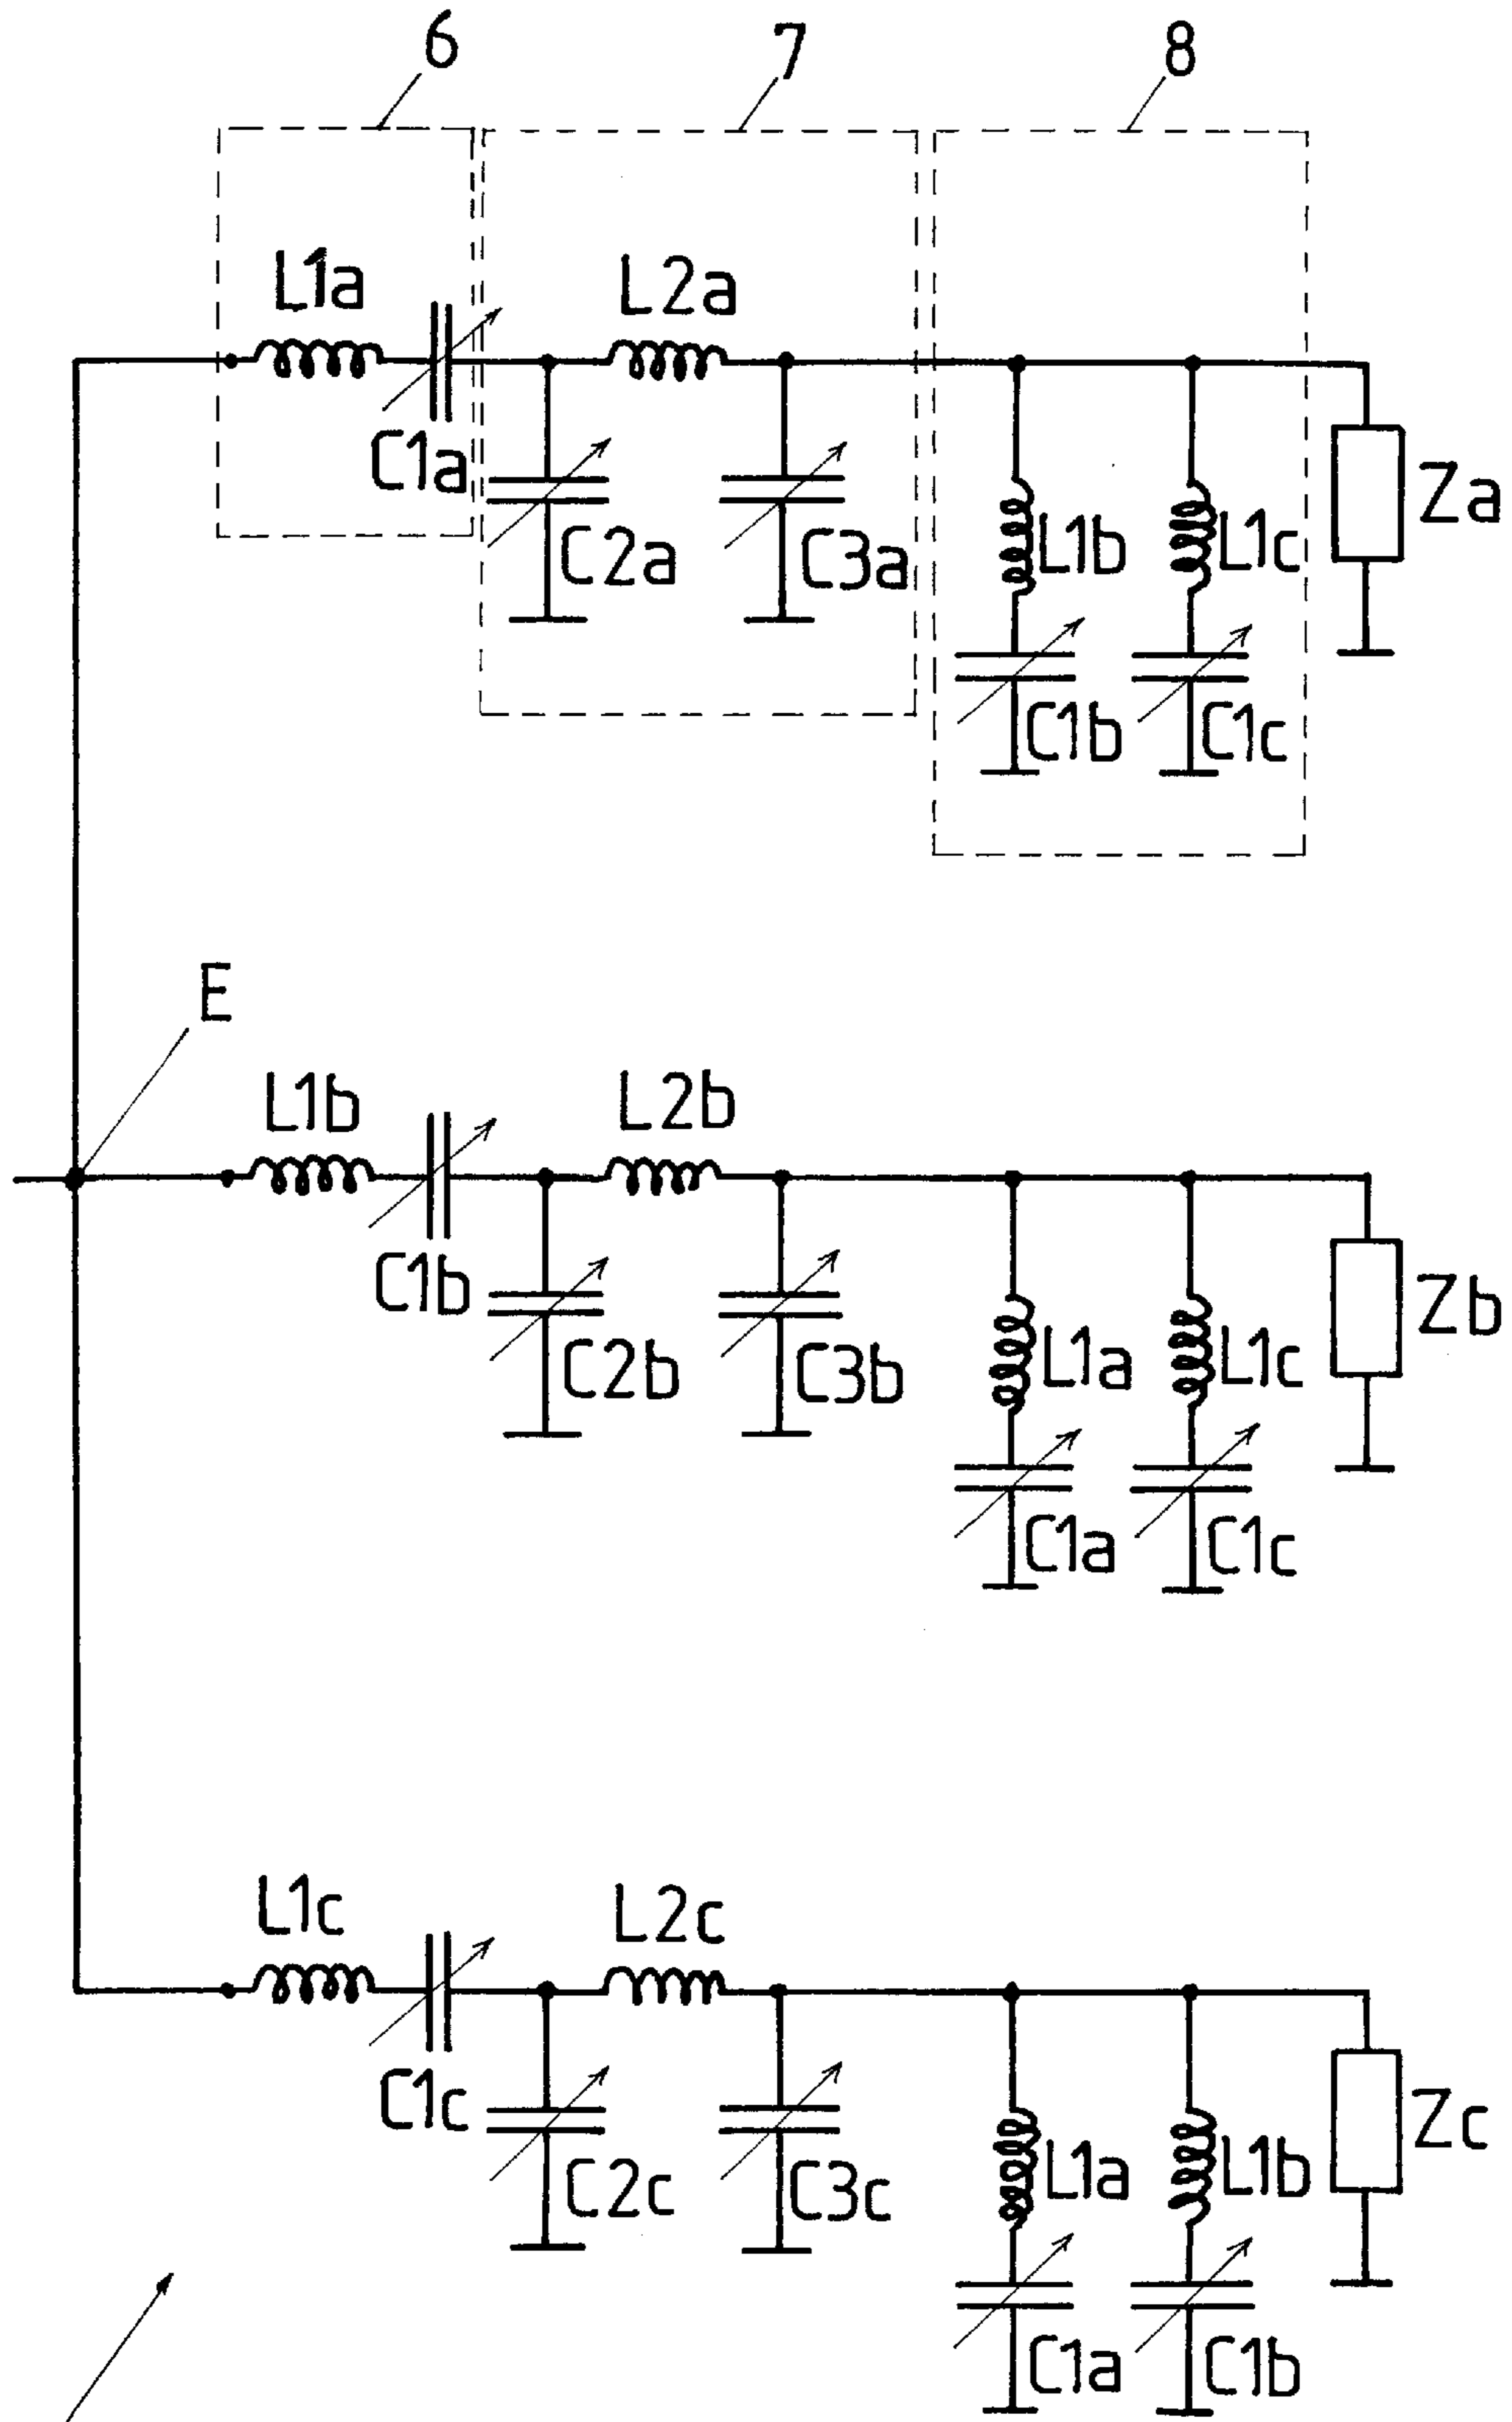 6 7 8
L1a L2a
C1a
C2a C3a L1b L1c Za
C1b C1c
E
L1b L2b
C1b
C2b C3b L1a L1c Zb
C1a C1c
L1c L2c
C1c
C2c C3c L1a L1b Zc
C1a C1b